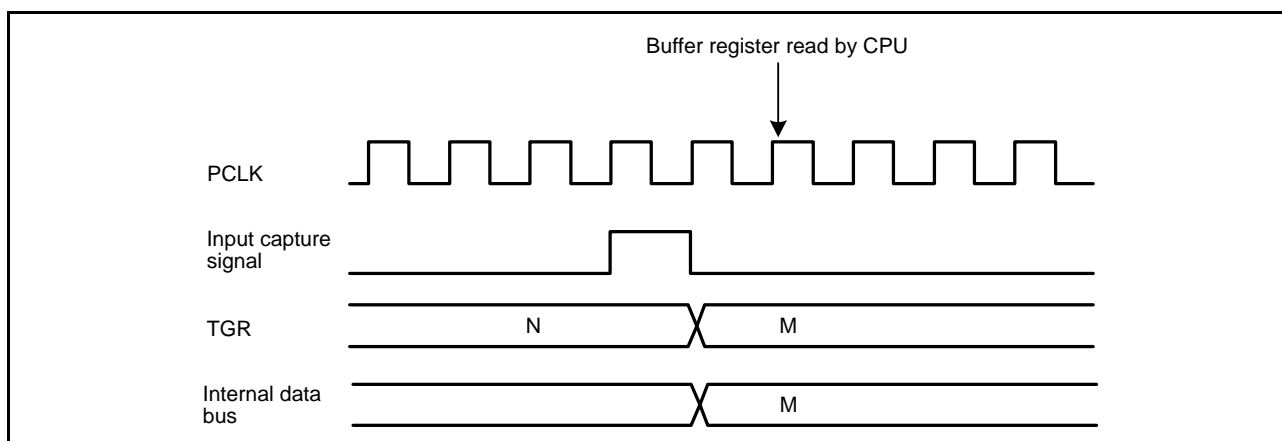 Buffer register read by CPU
PCLK
Input capture
signal
TGR
N
M
Internal data
bus
M